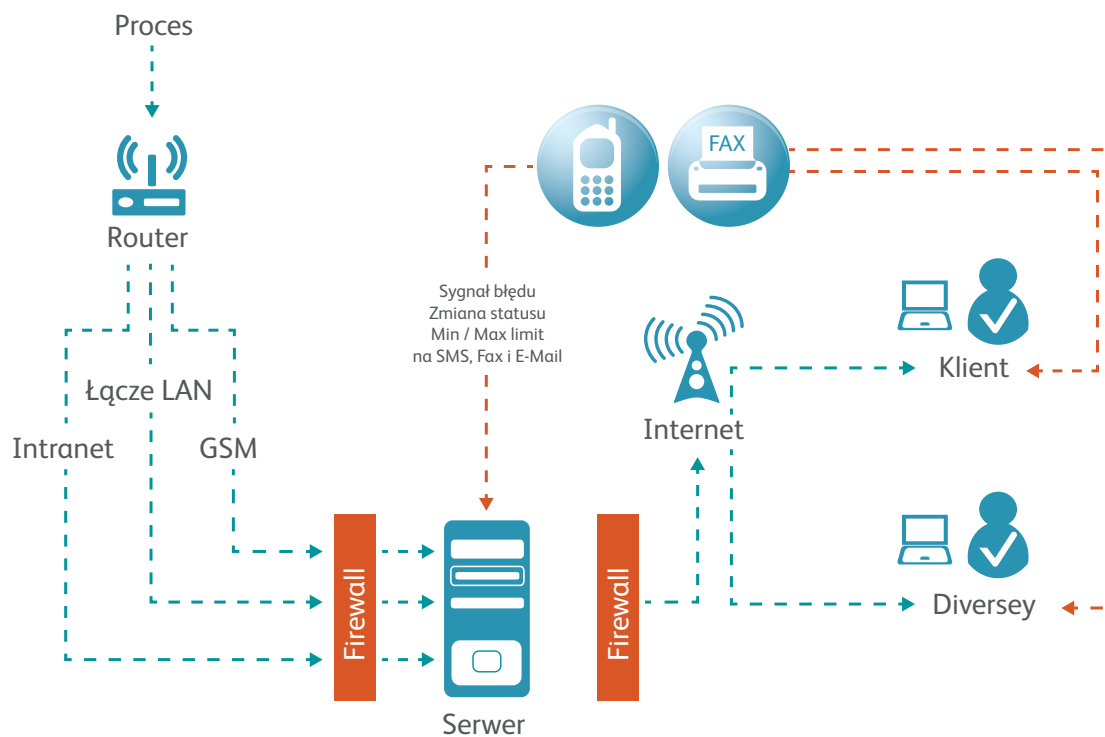 Proces
FAX
Router
Sygnał błędu
Zmiana statusu
Min / Max limit
na SMS, Fax i E-Mail
Klient
Łącze LAN
Internet
Intranet
GSM
Firewall
Firewall
Diversey
Serwer